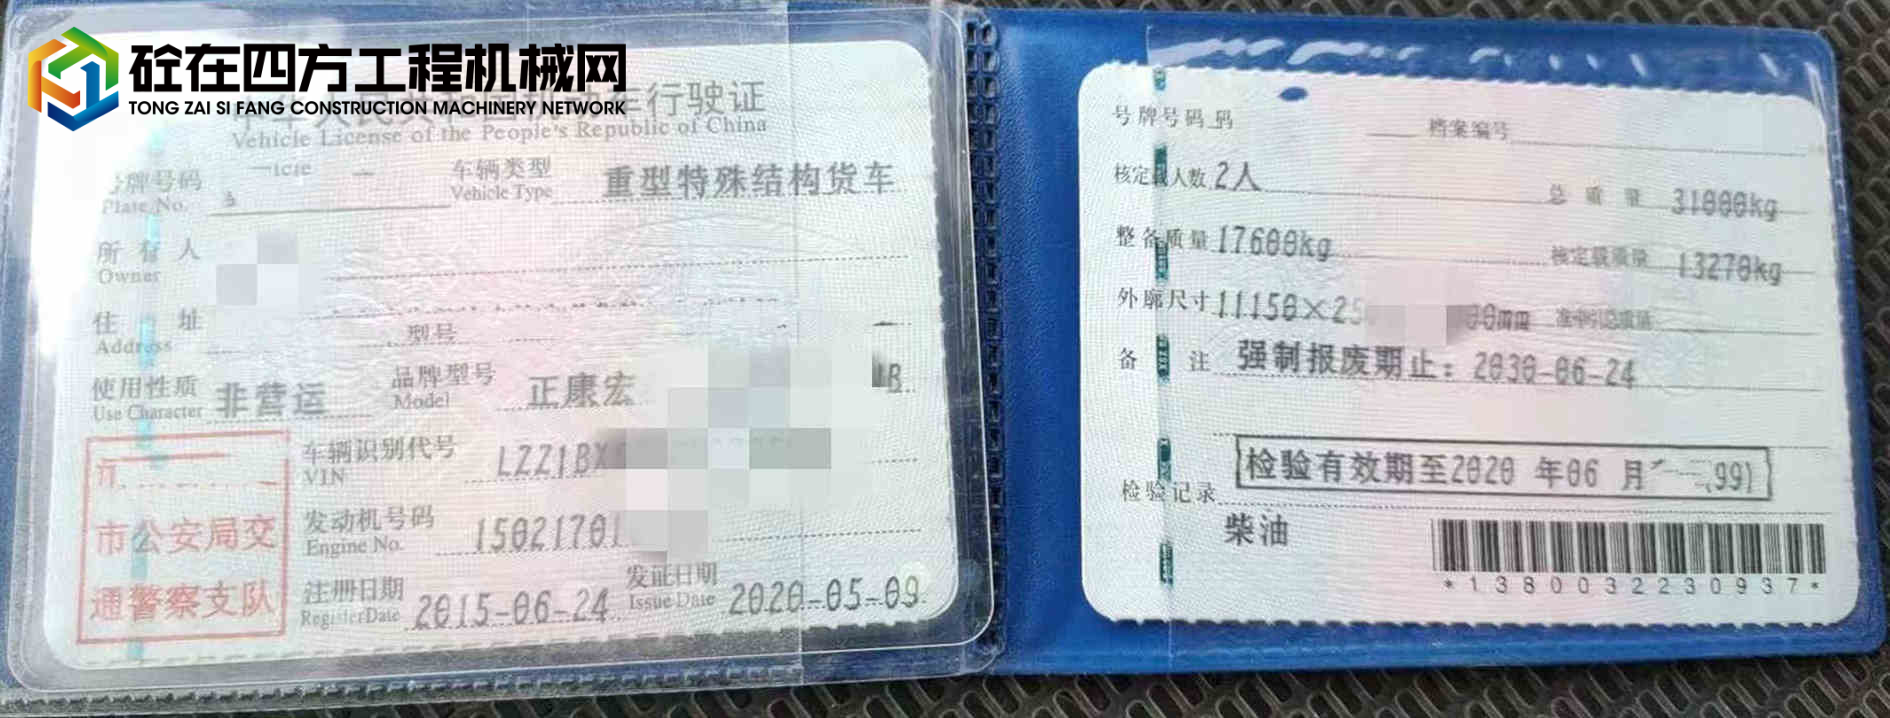 砼在四方工程机械网
TONG ZAI SI FANG CONSTRUCTION MACHINERY NETWORK
行驶证
Vehicle License of the People's Republic of China
号牌号码
Plate No.
车辆类型
Vehicle Type
重型特殊结构货车
所有人
Owner
住址
Address
型号
使用性质
Use Character
非营运
品牌型号
Model
正康宏
B
车辆识别代号
VIN
LZZ1BX
发动机号码
Engine No.
15021701
市公安局交
通警察支队
注册日期
Register Date
2015-06-24
发证日期
Issue Date
2020-05-09
号牌号码 码
档案编号
核定载人数 2人
总质量 31000kg
整备质量 17600kg
核定载质量 13270kg
外廓尺寸 11150×25 00mm
备注 强制报废期止：2030-06-24
检验有效期至2020 年06 月 99)
检验记录
柴油
*1380032230937*